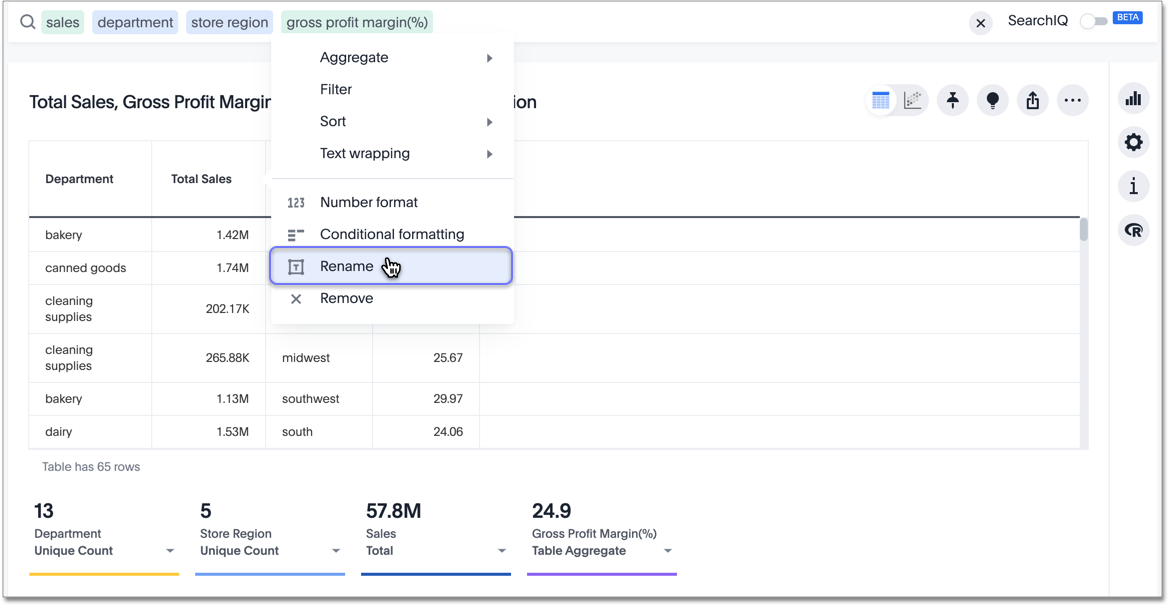 sales department store region gross profit margin(%) SearchIQ BETA
Aggregate
Filter
Sort
Text wrapping
123 Number format
Conditional formatting
T Rename
Remove
Total Sales, Gross Profit Margin ion
i
R
Department Total Sales
bakery 1.42M
canned goods 1.74M
cleaning
supplies 202.17K
cleaning
supplies 265.88K midwest 25.67
bakery 1.13M southwest 29.97
dairy 1.53M south 24.06
Table has 65 rows
13 5 57.8M 24.9
Department Store Region Sales Gross Profit Margin(%)
Unique Count Unique Count Total Table Aggregate